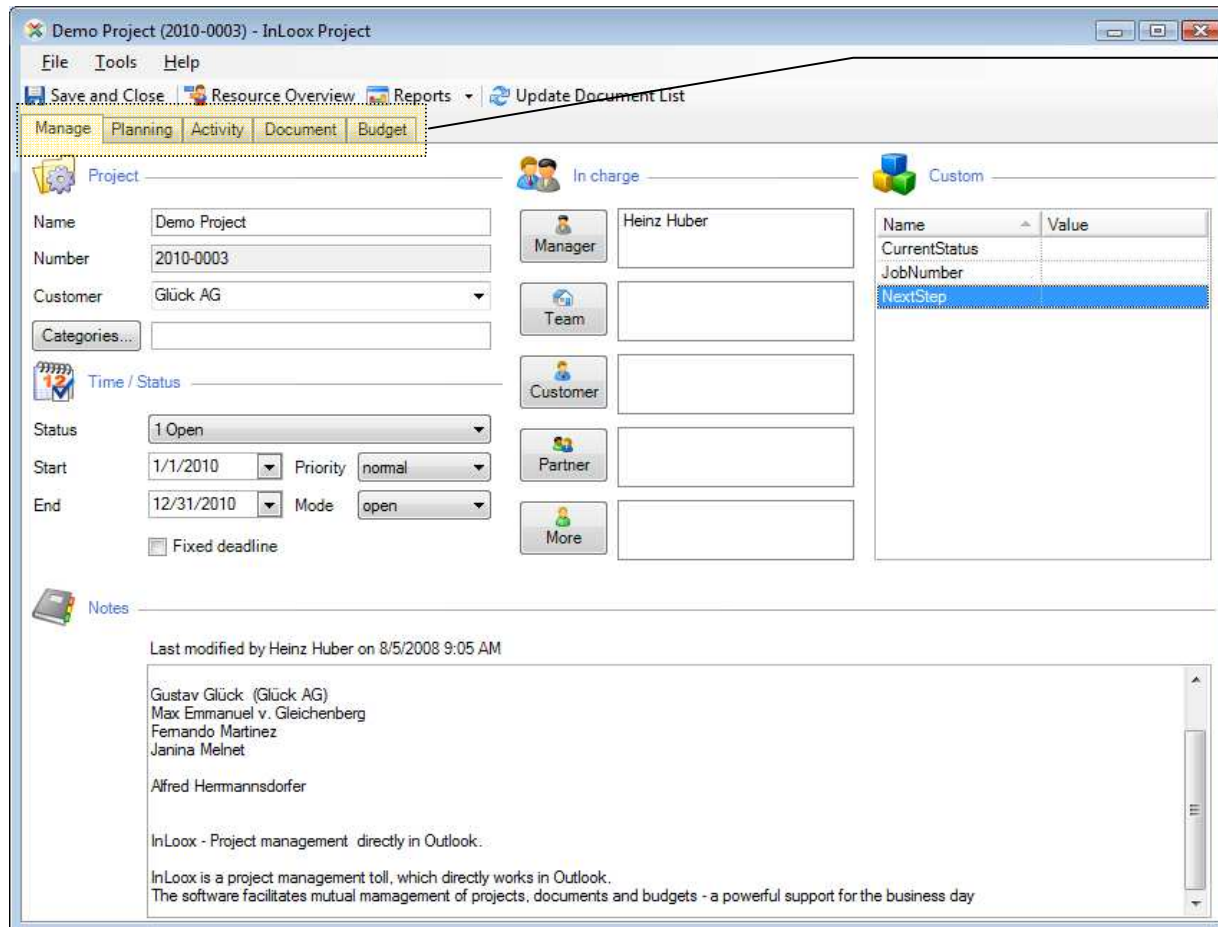 Demo Project (2010-0003) - InLoox Project
File Tools Help
Save and Close Resource Overview Reports Update Document List
Manage Planning Activity Document Budget
Project
Name Demo Project
Number 2010-0003
Customer Glück AG
Categories...
12
Time / Status
Status 1 Open
Start 1/1/2010 Priority normal
End 12/31/2010 Mode open
Fixed deadline
In charge
Manager Heinz Huber
Team
Customer
Partner
More
Custom
Name Value
CurrentStatus
JobNumber
NextStep
Notes
Last modified by Heinz Huber on 8/5/2008 9:05 AM
Gustav Glück (Glück AG)
Max Emmanuel v. Gleichenberg
Fernando Martinez
Janina Melnet
Alfred Herrmannsdorfer
InLoox - Project management directly in Outlook.
InLoox is a project management toll, which directly works in Outlook.
The software facilitates mutual mamagement of projects, documents and budgets - a powerful support for the business day